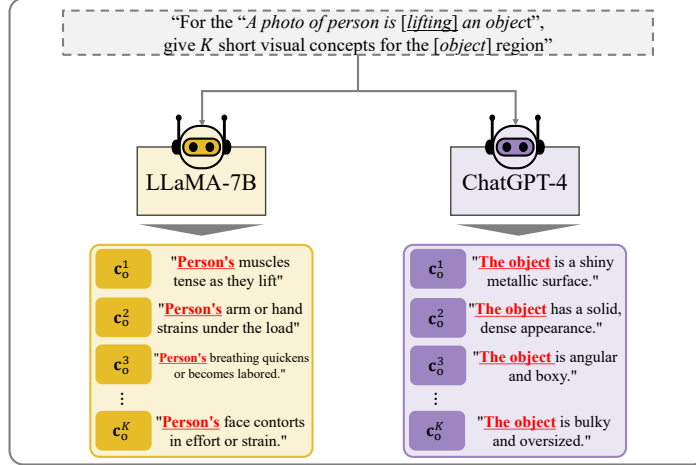 “For the “A photo of person is [lifting] an object”,
give K short visual concepts for the [object] region”
LLaMA-7B
c_o^1
"Person's muscles
tense as they lift"
c_o^2
"Person's arm or hand
strains under the load"
c_o^3
"Person's breathing quickens
or becomes labored."
⋮
c_o^K
"Person's face contorts
in effort or strain."
ChatGPT-4
c_o^1
"The object is a shiny
metallic surface."
c_o^2
"The object has a solid,
dense appearance."
c_o^3
"The object is angular
and boxy."
⋮
c_o^K
"The object is bulky
and oversized."